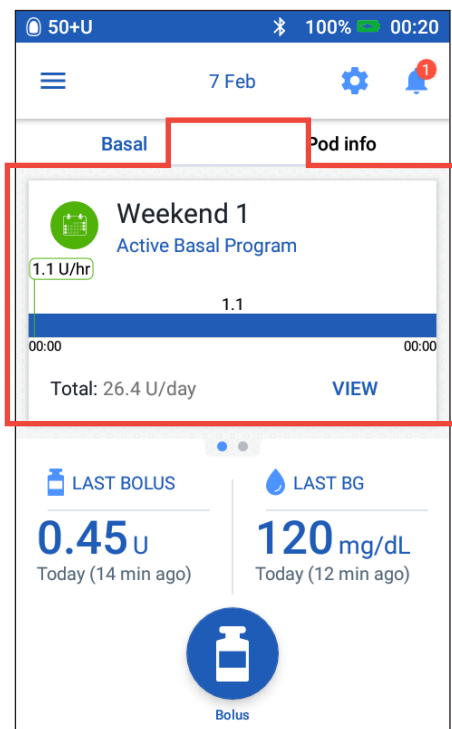 50+U 100% 00:20
7 Feb 1
Basal Pod info
Weekend 1
Active Basal Program
1.1 U/hr
1.1
00:00 00:00
Total: 26.4 U/day VIEW
LAST BOLUS LAST BG
0.45 U 120 mg/dL
Today (14 min ago) Today (12 min ago)
Bolus